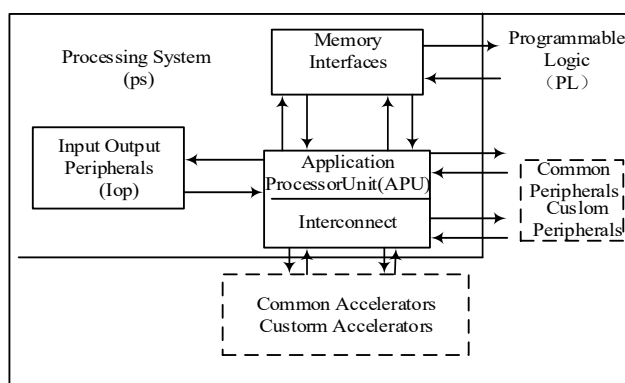 Processing System
(ps)
Memory
Interfaces
Programmable
Logic
（PL）
Input Output
Peripherals
(Iop)
Application
ProcessorUnit(APU)
Interconnect
Common
Peripherals
Cuslom
Peripherals
Common Accelerators
Custorm Accelerators